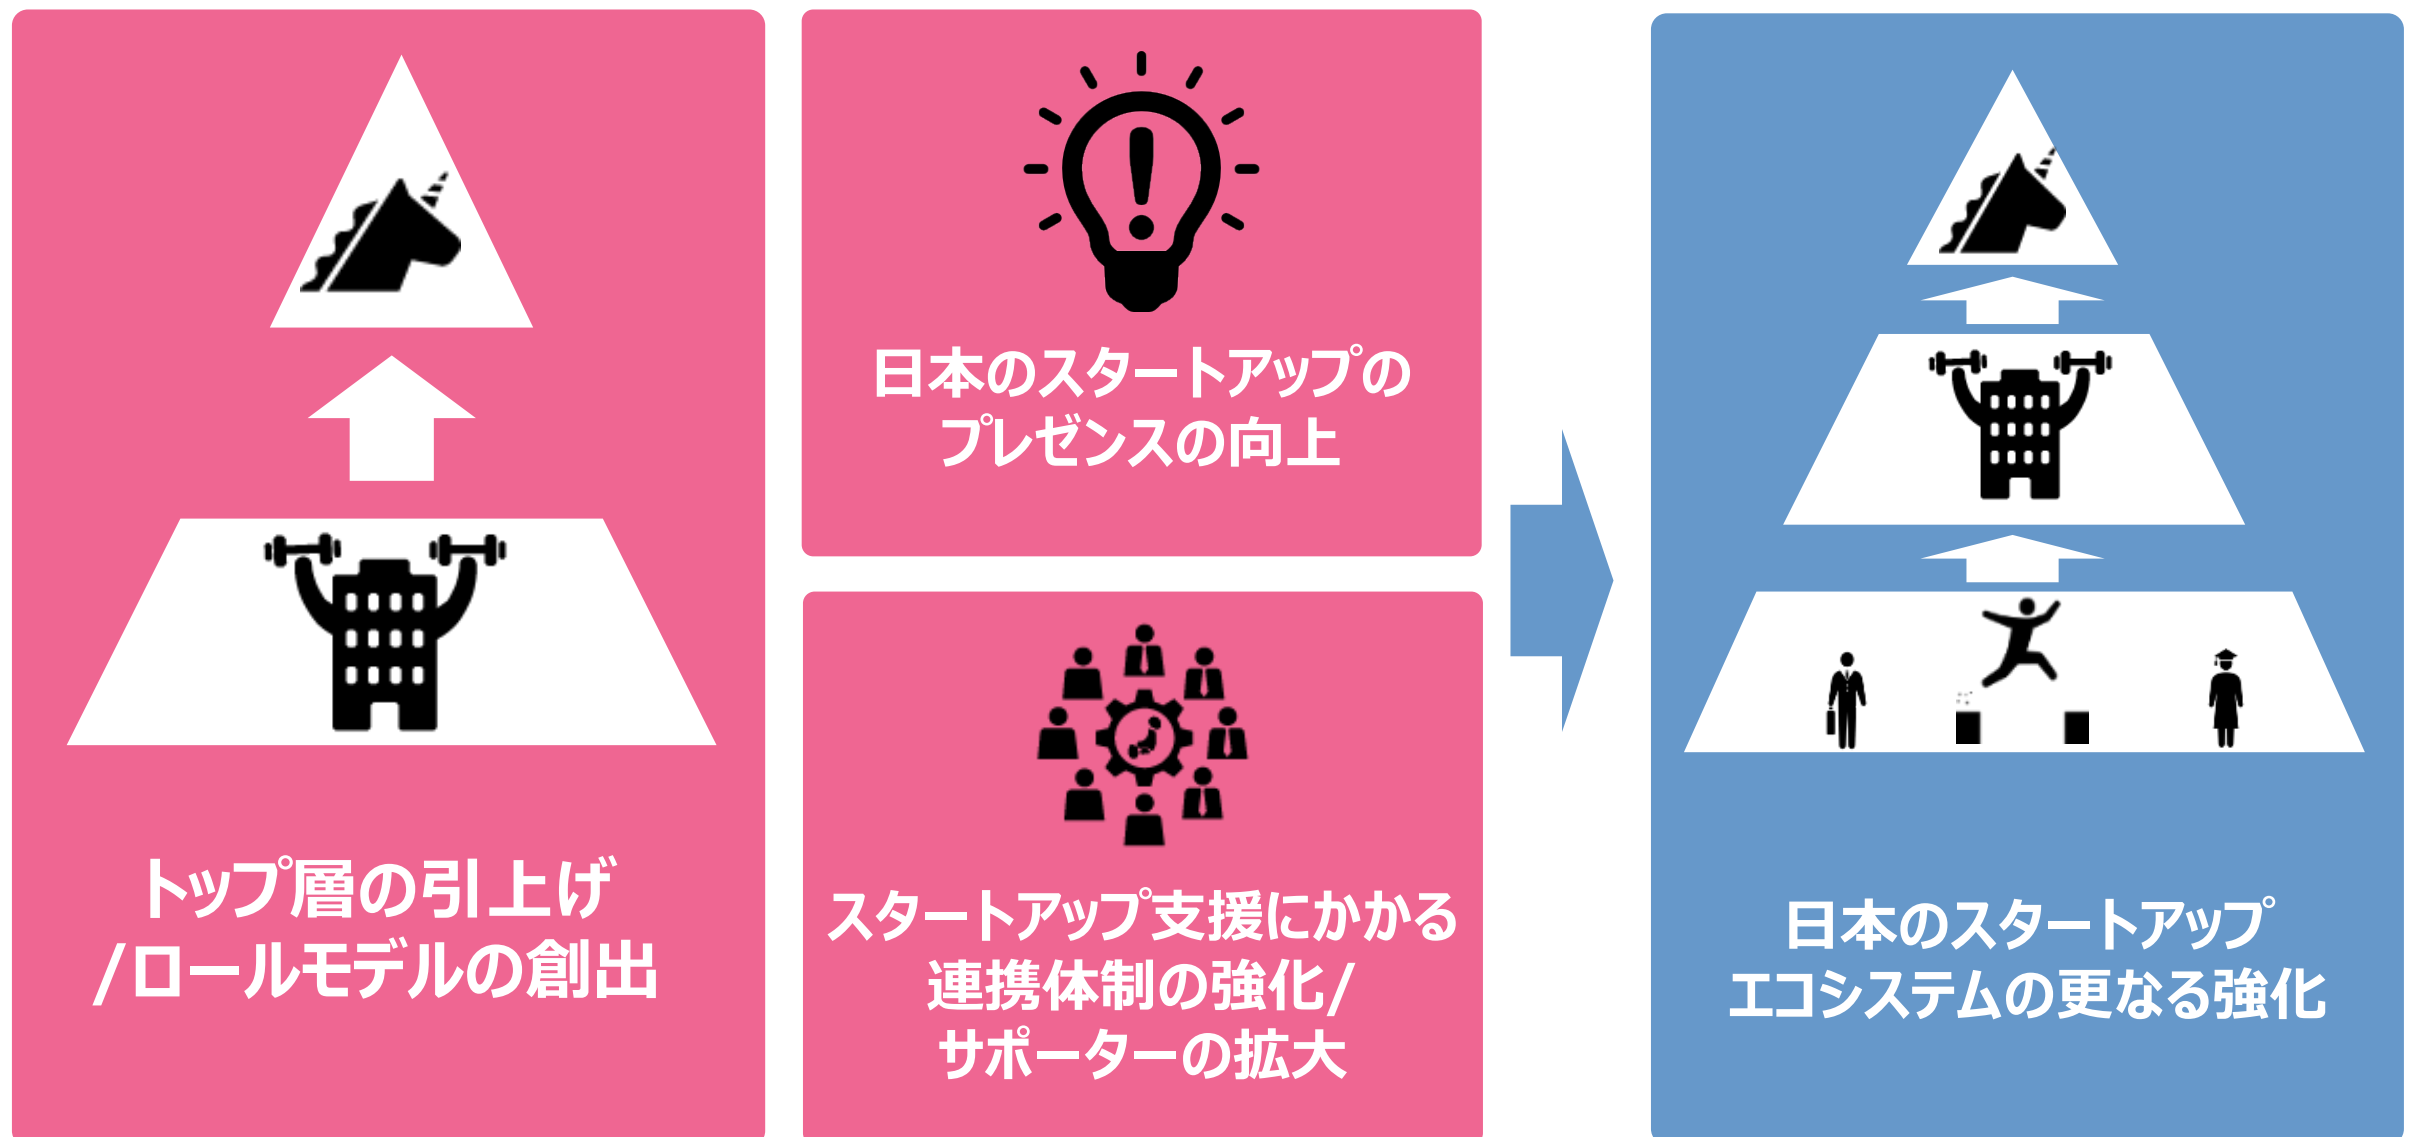 トップ層の引上げ
/ロールモデルの創出
日本のスタートアップの
プレゼンスの向上
スタートアップ支援にかかる
連携体制の強化/
サポーターの拡大
日本のスタートアップ
エコシステムの更なる強化